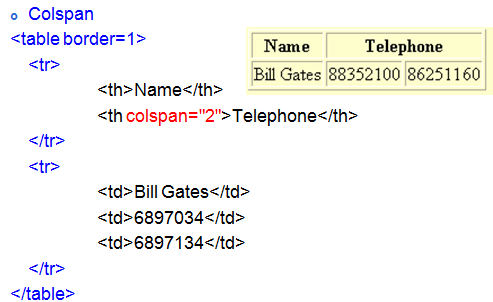 Colspan
<table border=1>
<tr>
<th>Name</th>
<th colspan="2">Telephone</th>
</tr>
<tr>
<td>Bill Gates</td>
<td>6897034</td>
<td>6897134</td>
</tr>
</table>
Name Telephone
Bill Gates 88352100 86251160